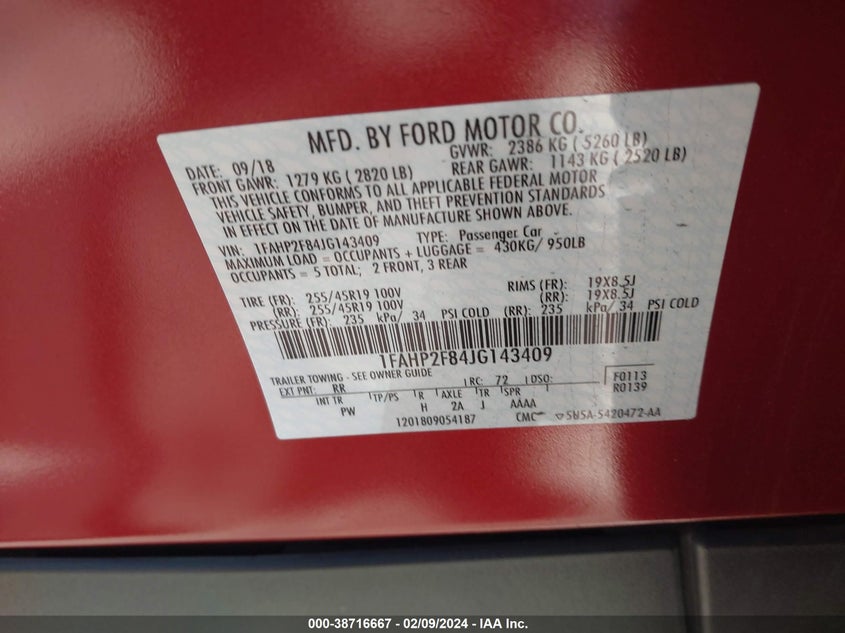 MFD. BY FORD MOTOR CO.
DATE: 09/18 GVWR: 2386 KG ( 5260 LB)
FRONT GAWR: 1279 KG ( 2820 LB) REAR GAWR: 1143 KG ( 2520 LB)
THIS VEHICLE CONFORMS TO ALL APPLICABLE FEDERAL MOTOR
VEHICLE SAFETY, BUMPER, AND THEFT PREVENTION STANDARDS
IN EFFECT ON THE DATE OF MANUFACTURE SHOWN ABOVE.
VIN: 1FAHP2F84JG143409 TYPE: Passenger Car
MAXIMUM LOAD = OCCUPANTS + LUGGAGE = 430KG/ 950LB
OCCUPANTS = 5 TOTAL; 2 FRONT, 3 REAR
TIRE (FR): 255/45R19 100V RIMS (FR): 19X8.5J
(RR): 255/45R19 100V (RR): 19X8.5J
PRESSURE (FR): 235 kPa/ 34 PSI COLD (RR): 235 kPa/ 34 PSI COLD
1FAHP2F84JG143409
TRAILER TOWING - SEE OWNER GUIDE
EXT PNT: RR RC: 72 DSO: F0113
INT TR TP/PS R AXLE TR SPR R0139
PW H 2A J AAAA
1201809054187 CMC 5U5A-5420472-AA
000-38716667 - 02/09/2024 - IAA Inc.